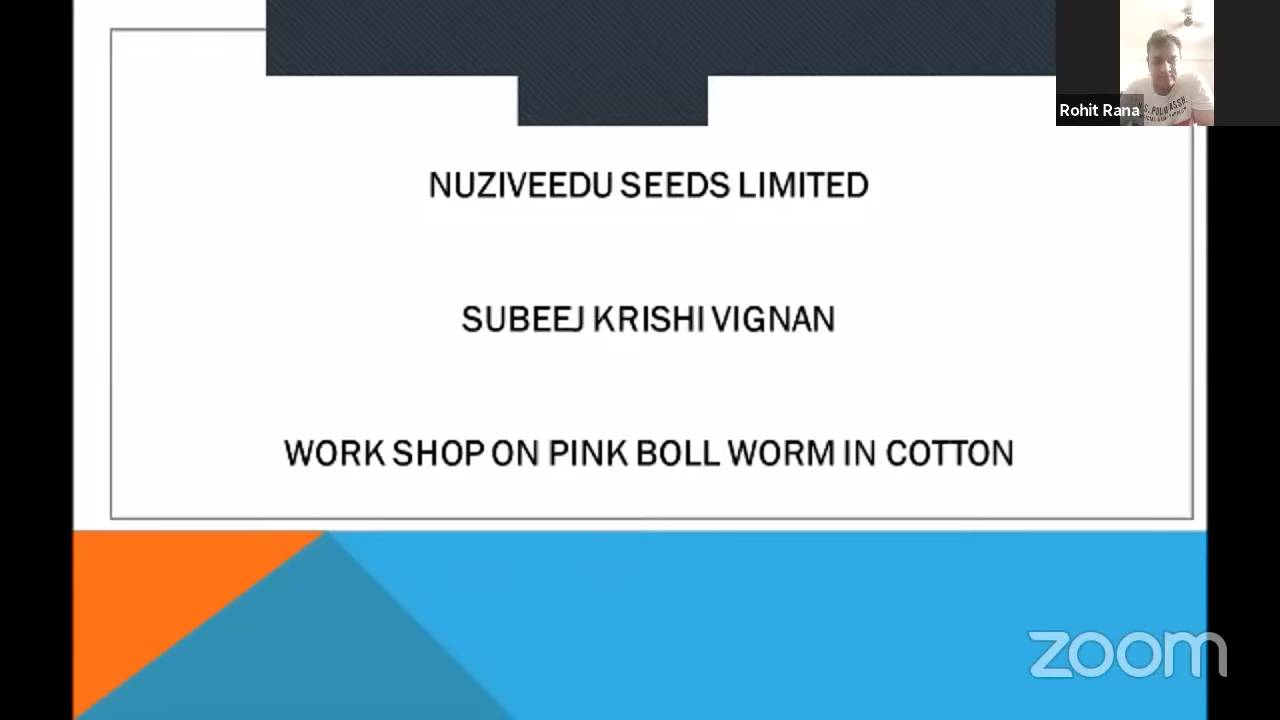 Rohit Rana
NUZIVEEDU SEEDS LIMITED
SUBEEJ KRISHI VIGNAN
WORK SHOP ON PINK BOLL WORM IN COTTON
zoom